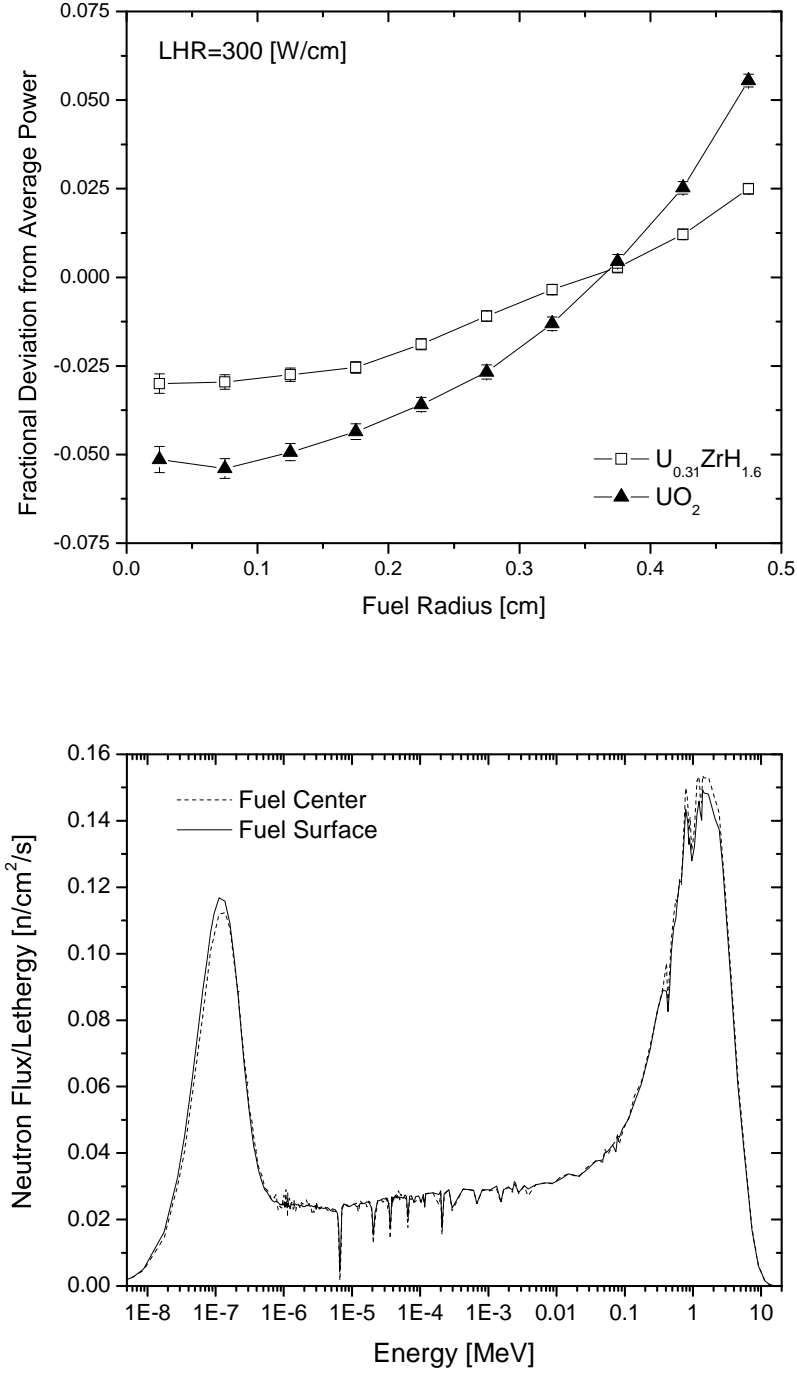 LHR=300 [W/cm]
Fractional Deviation from Average Power
0.075
0.050
0.025
0.000
-0.025
-0.050
-0.075
U0.31ZrH1.6
UO2
0.0 0.1 0.2 0.3 0.4 0.5
Fuel Radius [cm]
Neutron Flux/Lethergy [n/cm2/s]
0.16
0.14
0.12
0.10
0.08
0.06
0.04
0.02
0.00
Fuel Center
Fuel Surface
1E-8 1E-7 1E-6 1E-5 1E-4 1E-3 0.01 0.1 1 10
Energy [MeV]